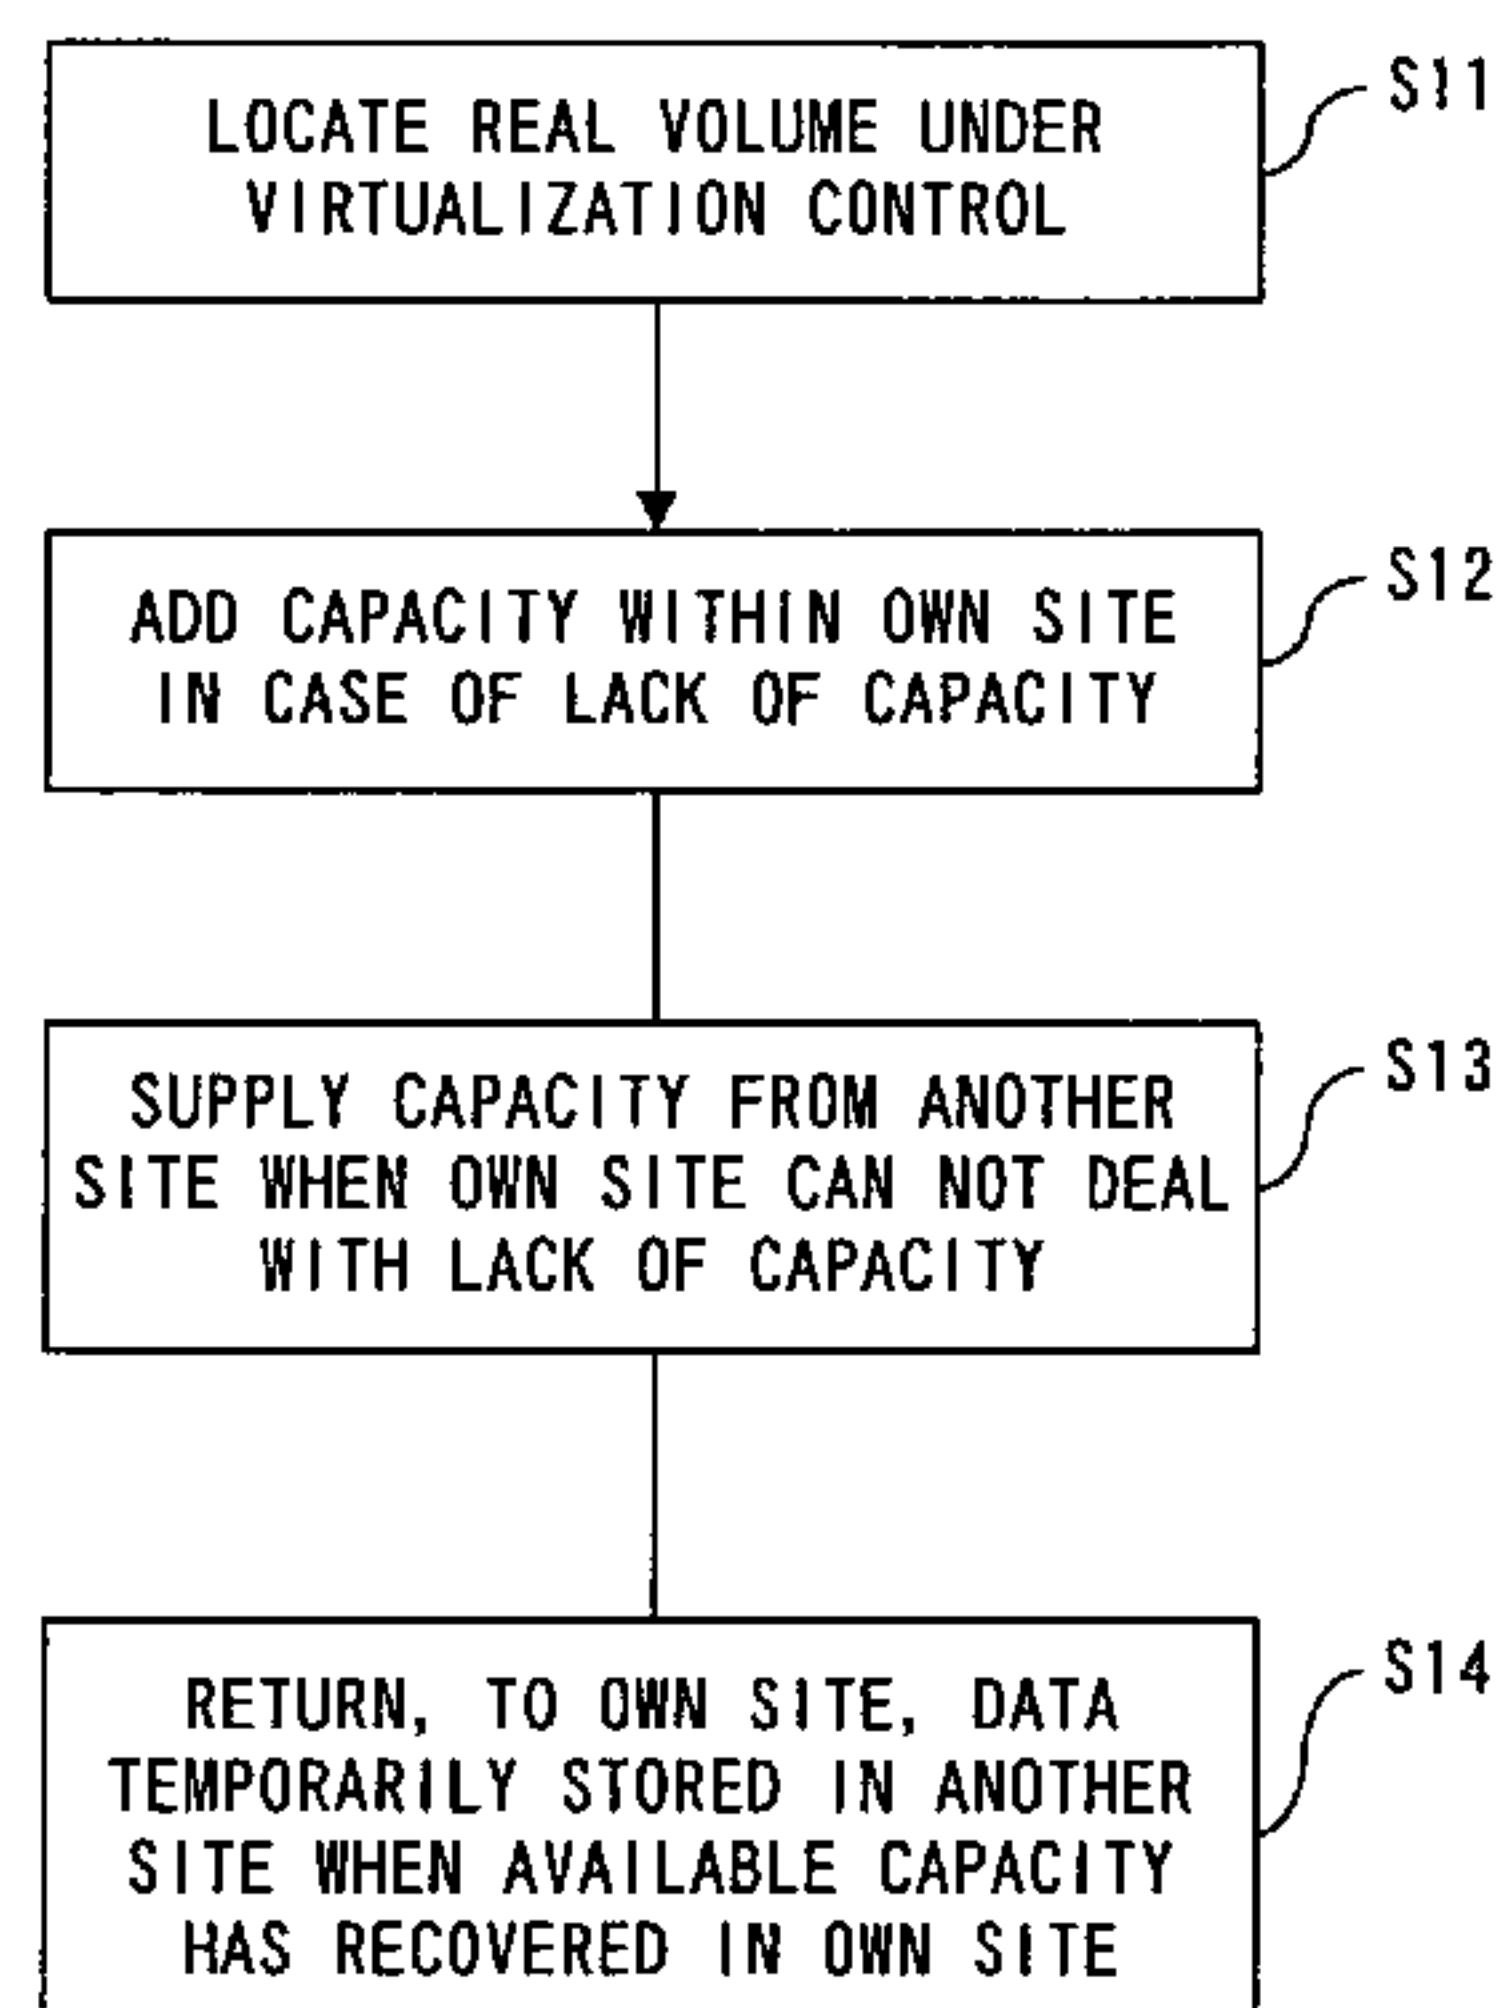 LOCATE REAL VOLUME UNDER
VIRTUALIZATION CONTROL
S11
ADD CAPACITY WITHIN OWN SITE
IN CASE OF LACK OF CAPACITY
S12
SUPPLY CAPACITY FROM ANOTHER
SITE WHEN OWN SITE CAN NOT DEAL
WITH LACK OF CAPACITY
S13
RETURN, TO OWN SITE, DATA
TEMPORARILY STORED IN ANOTHER
SITE WHEN AVAILABLE CAPACITY
HAS RECOVERED IN OWN SITE
S14